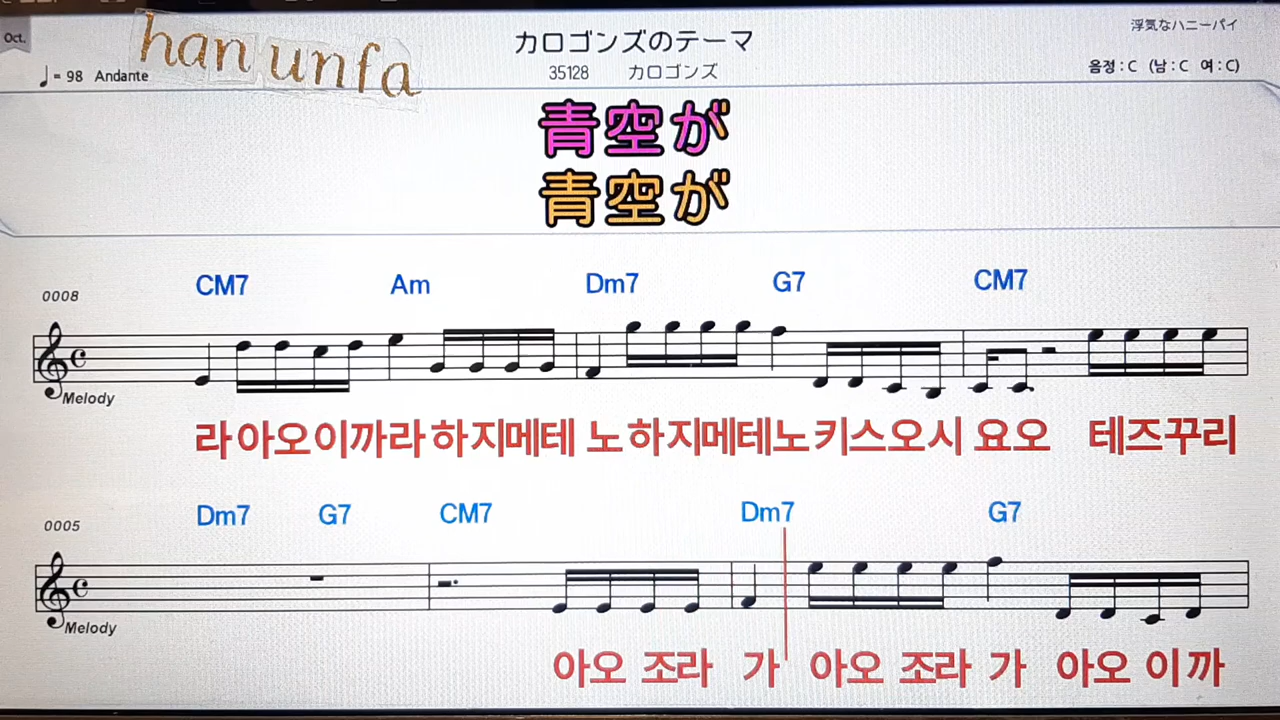 Oct.
han unfa
カロゴンズのテーマ
浮気なハニーパイ
♩= 98 Andante
35128 カロゴンズ
음정 : C (남 : C 여 : C)
青空が
青空が
0008
CM7 Am Dm7 G7 CM7
Melody
라아오이까라하지메테 노하지메테노키스오시 요오 테즈꾸리
0005
Dm7 G7 CM7 Dm7 G7
Melody
아오 조라 가 아오 조라 가 아오 이까